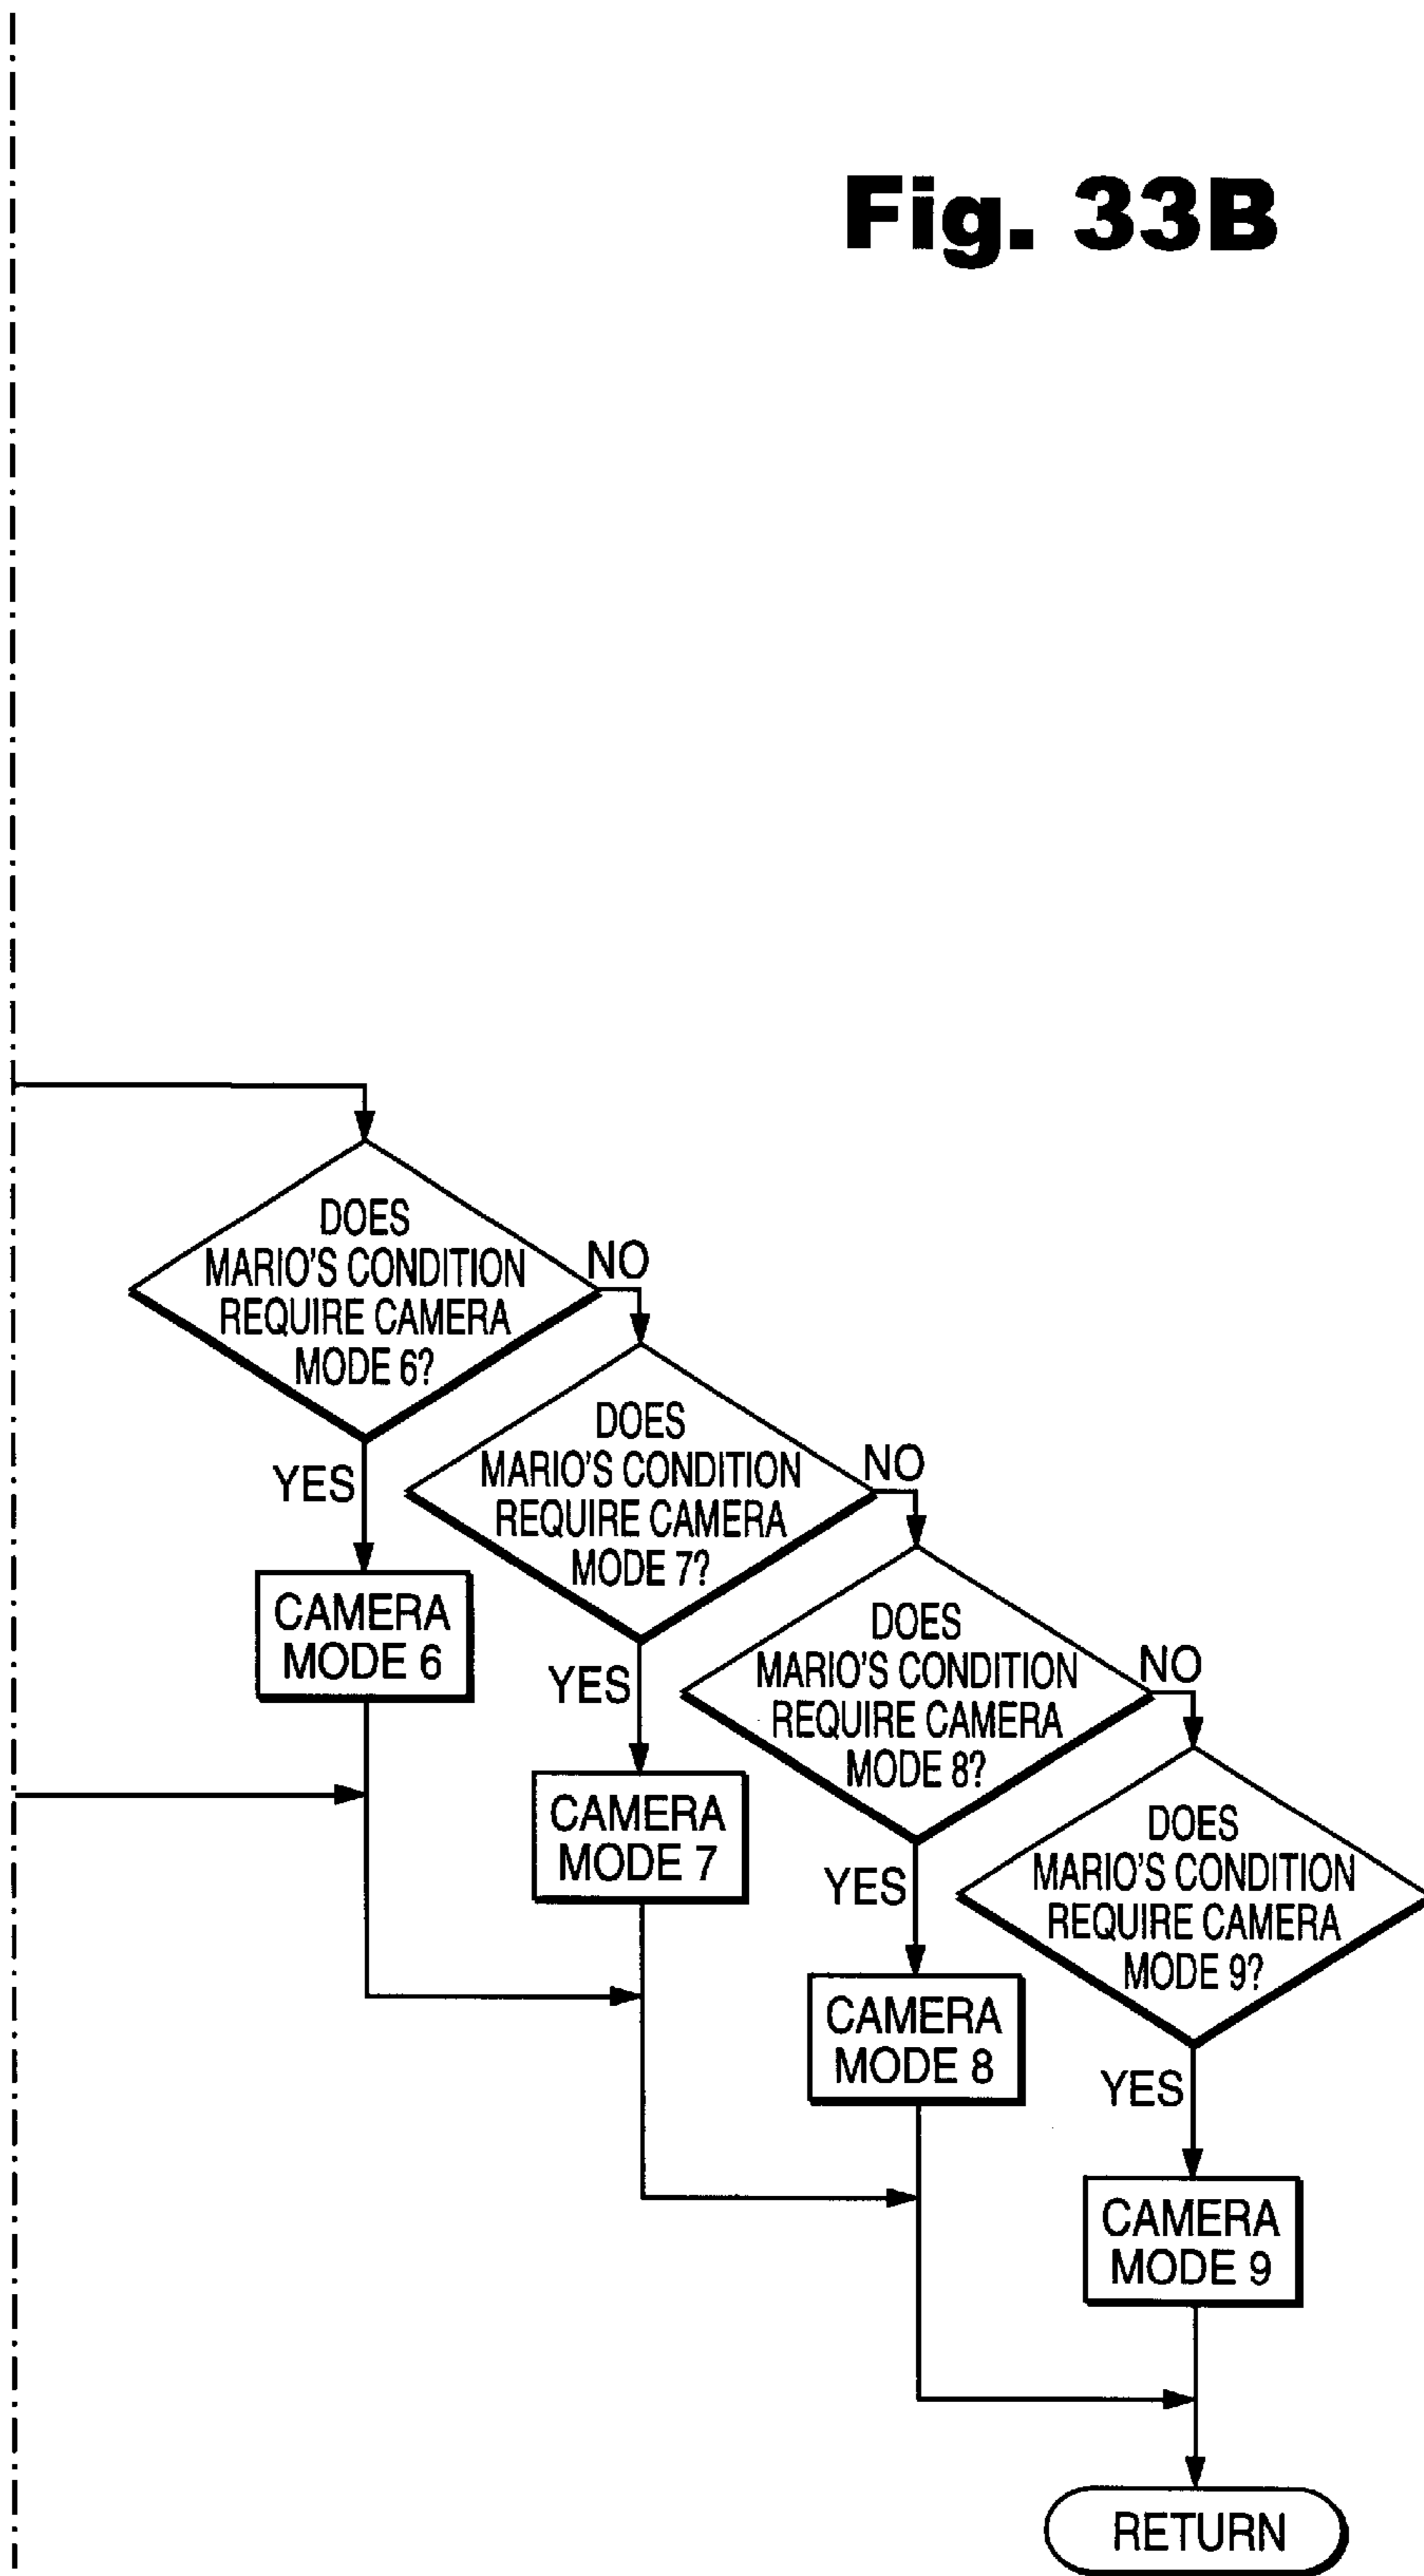 Fig. 33B
DOES
MARIO'S CONDITION
REQUIRE CAMERA
MODE 6?
NO
YES
CAMERA
MODE 6
DOES
MARIO'S CONDITION
REQUIRE CAMERA
MODE 7?
NO
YES
CAMERA
MODE 7
DOES
MARIO'S CONDITION
REQUIRE CAMERA
MODE 8?
NO
YES
CAMERA
MODE 8
DOES
MARIO'S CONDITION
REQUIRE CAMERA
MODE 9?
YES
CAMERA
MODE 9
RETURN